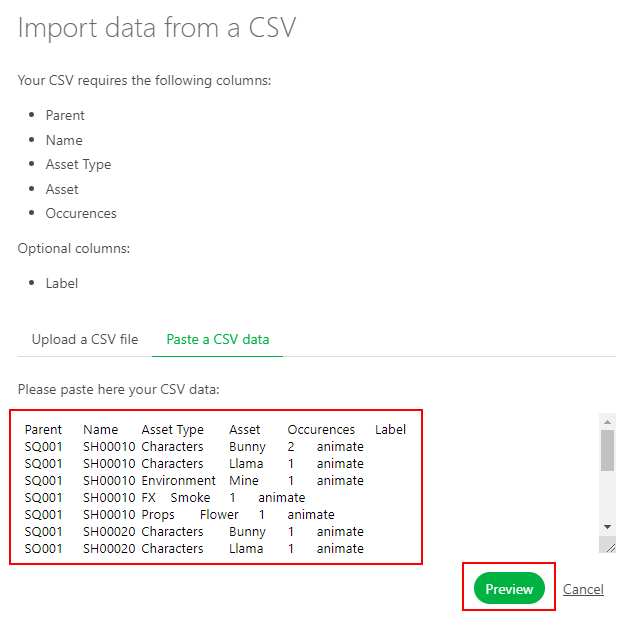 Import data from a CSV
Your CSV requires the following columns:
Parent
Name
Asset Type
Asset
Occurences
Optional columns:
Label
Upload a CSV file Paste a CSV data
Please paste here your CSV data:
Parent Name Asset Type Asset Occurences Label
SQ001 SH00010 Characters Bunny 2 animate
SQ001 SH00010 Characters Llama 1 animate
SQ001 SH00010 Environment Mine 1 animate
SQ001 SH00010 FX Smoke 1 animate
SQ001 SH00010 Props Flower 1 animate
SQ001 SH00020 Characters Bunny 1 animate
SQ001 SH00020 Characters Llama 1 animate
Preview Cancel